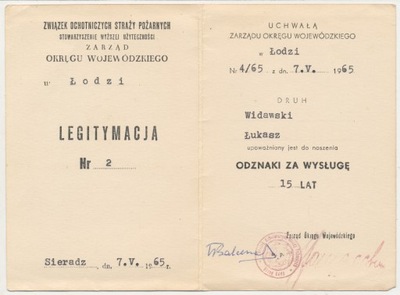 ZWIĄZEK OCHOTNICZYCH STRAŻY POŻARNYCH
STOWARZYSZENIE WYŻSZEJ UŻYTECZNOŚCI
ZARZĄD
OKRĘGU WOJEWÓDZKIEGO
w Łodzi
LEGITYMACJA
Nr 2
Sieradz, dn. 7.V. 1965 r.
UCHWAŁĄ
ZARZĄDU OKRĘGU WOJEWÓDZKIEGO
w Łodzi
Nr 4/65 z dn. 7.V. 1965
DRUH
Widawski
Łukasz
upoważniony jest do noszenia
ODZNAKI ZA WYSŁUGĘ
15 LAT
Zarząd Okręgu Wojewódzkiego